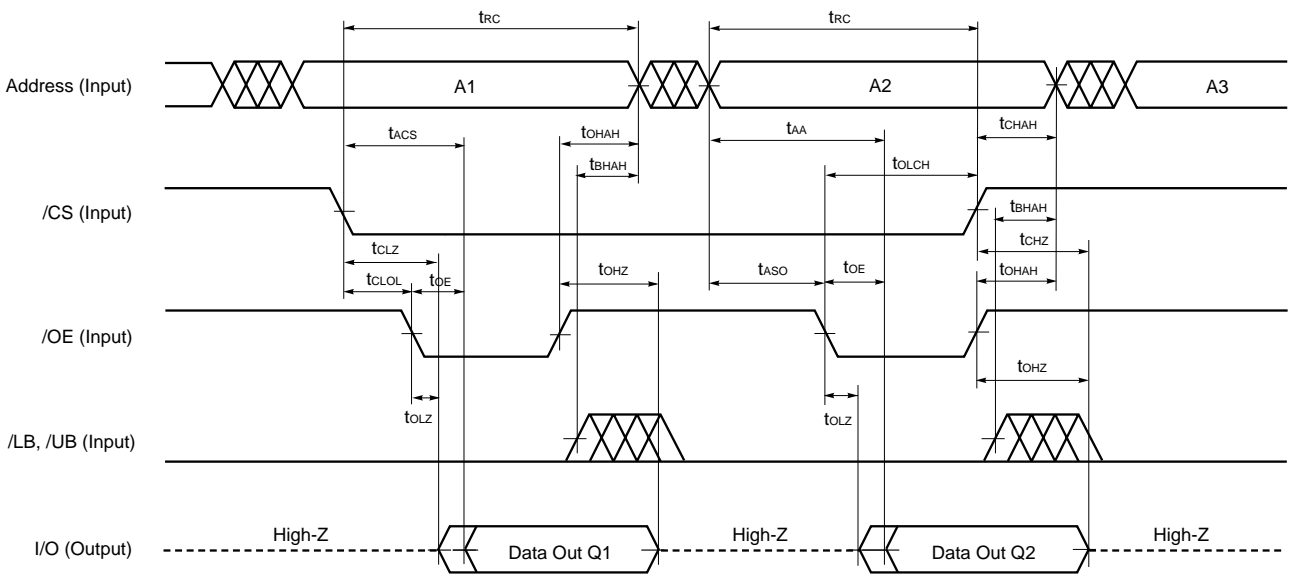 tRC tRC
Address (Input) A1 A2 A3
tACS tOHAH tAA tCHAH
tBHAH tOLCH
/CS (Input) tBHAH
tCLZ tCHZ
tCLOL tOE tOHZ tASO tOE tOHAH
/OE (Input)
tOHZ
tOLZ tOLZ
/LB, /UB (Input)
I/O (Output) High-Z Data Out Q1 High-Z Data Out Q2 High-Z